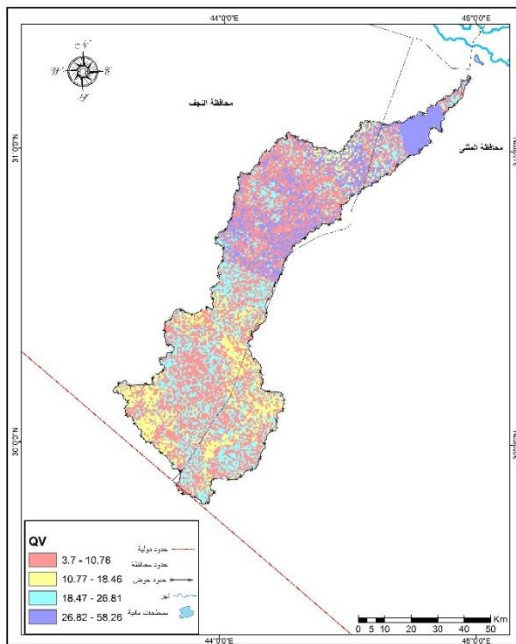 44°0'0"E 45°0'0"E
N
W E
S
محافظة النجف
31°0'0"N
محافظة المثنى
30°0'0"N
QV
3.7 - 10.76
10.77 - 18.46
18.47 - 26.81
26.82 - 58.26
حدود دولية
حدود محافظة
حدود حوض
نهر
مسطحات مائية
Km
0 5 10 20 30 40 50
44°0'0"E 45°0'0"E